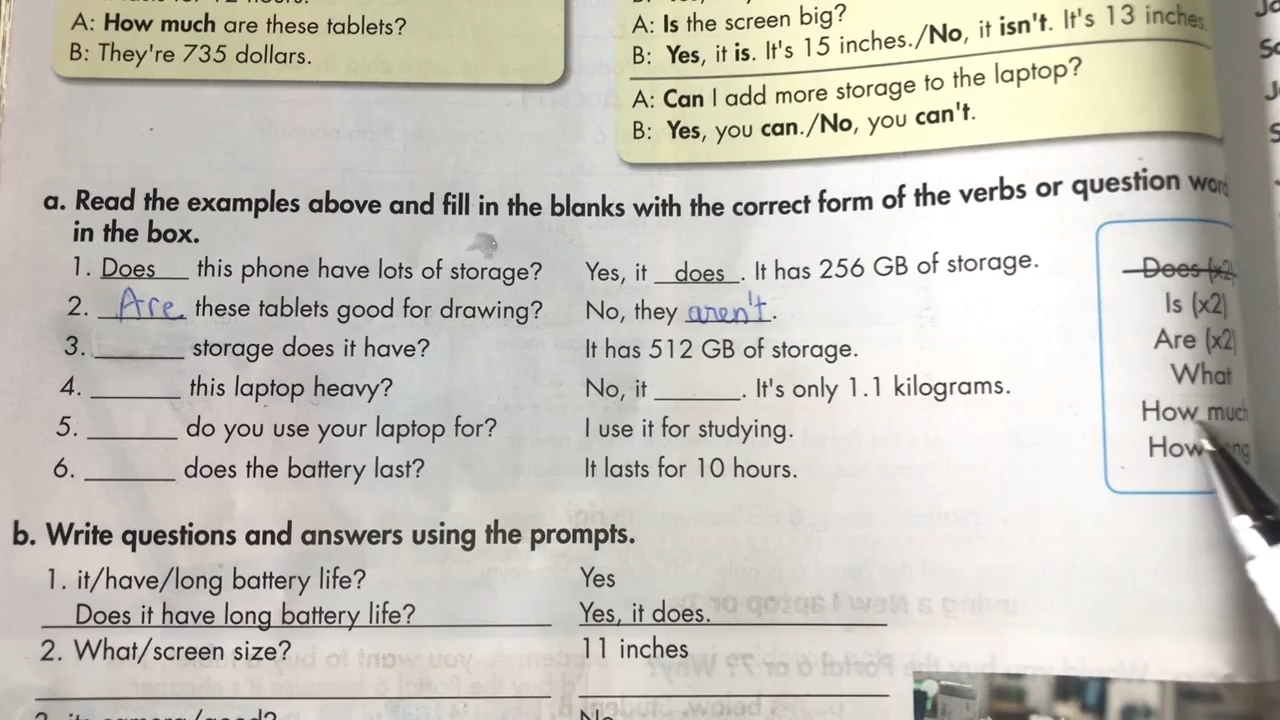 A: How much are these tablets?
B: They're 735 dollars.
A: Is the screen big?
B: Yes, it is. It's 15 inches./No, it isn't. It's 13 inches.
A: Can I add more storage to the laptop?
B: Yes, you can./No, you can't.
a. Read the examples above and fill in the blanks with the correct form of the verbs or question
in the box.
1. Does this phone have lots of storage? Yes, it does. It has 256 GB of storage.
2. Are these tablets good for drawing? No, they aren't.
3. ______ storage does it have? It has 512 GB of storage.
4. ______ this laptop heavy? No, it ______. It's only 1.1 kilograms.
5. ______ do you use your laptop for? I use it for studying.
6. ______ does the battery last? It lasts for 10 hours.
Does (x2)
Is (x2)
Are (x2)
What
How much
How
b. Write questions and answers using the prompts.
1. it/have/long battery life? Yes
Does it have long battery life? Yes, it does.
2. What/screen size? 11 inches